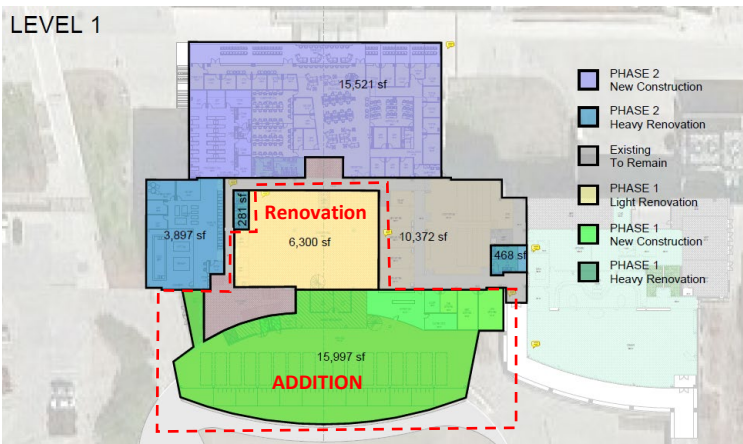 LEVEL 1
15,521 sf
PHASE 2
New Construction
PHASE 2
Heavy Renovation
Existing
To Remain
PHASE 1
Light Renovation
PHASE 1
New Construction
PHASE 1
Heavy Renovation
281 sf
Renovation
3,897 sf
6,300 sf
10,372 sf
468 sf
15,997 sf
ADDITION